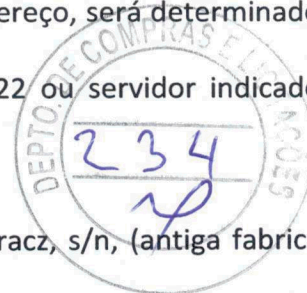 ereço, será determinado
22 ou servidor indicado
DEPTO. DE COMPRAS E LICITAÇÕES
234
racz, s/n, (antiga fabric